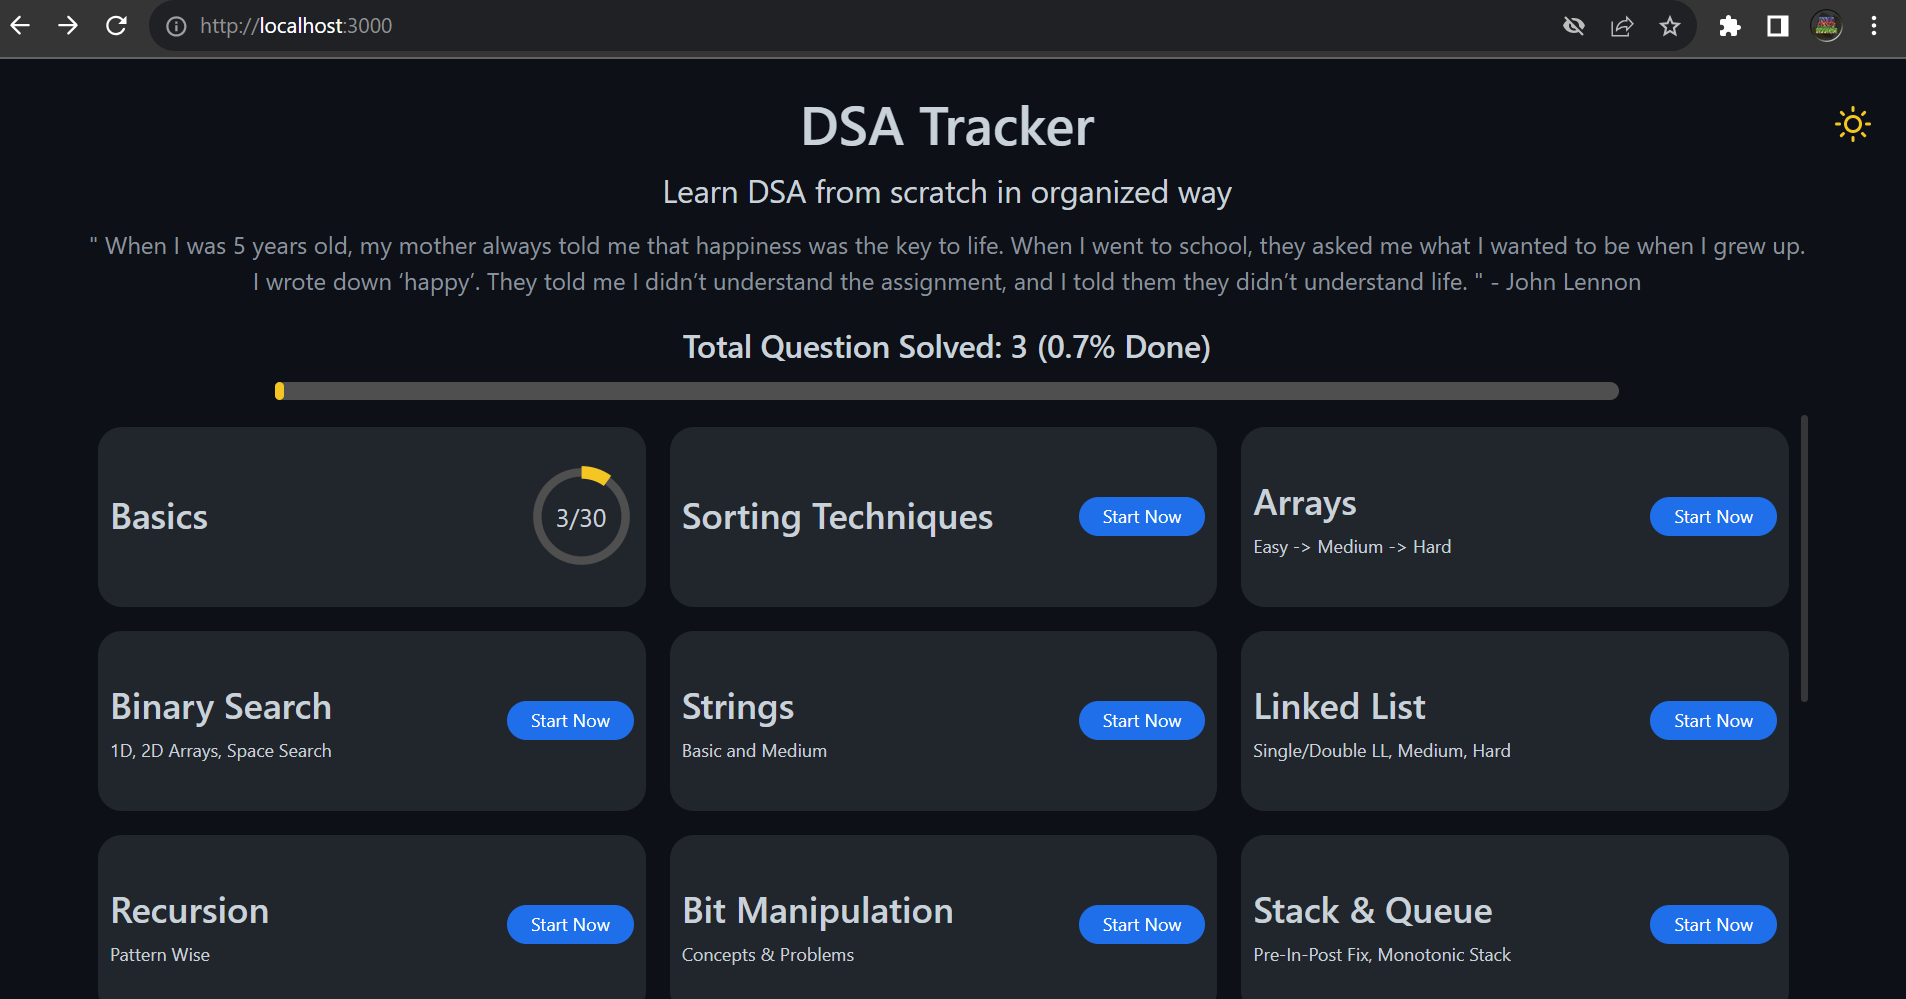 http://localhost:3000
DSA Tracker
Learn DSA from scratch in organized way
" When I was 5 years old, my mother always told me that happiness was the key to life. When I went to school, they asked me what I wanted to be when I grew up.
I wrote down ‘happy’. They told me I didn’t understand the assignment, and I told them they didn’t understand life. " - John Lennon
Total Question Solved: 3 (0.7% Done)
Basics
3/30
Sorting Techniques
Start Now
Arrays
Easy -> Medium -> Hard
Start Now
Binary Search
1D, 2D Arrays, Space Search
Start Now
Strings
Basic and Medium
Start Now
Linked List
Single/Double LL, Medium, Hard
Start Now
Recursion
Pattern Wise
Start Now
Bit Manipulation
Concepts & Problems
Start Now
Stack & Queue
Pre-In-Post Fix, Monotonic Stack
Start Now